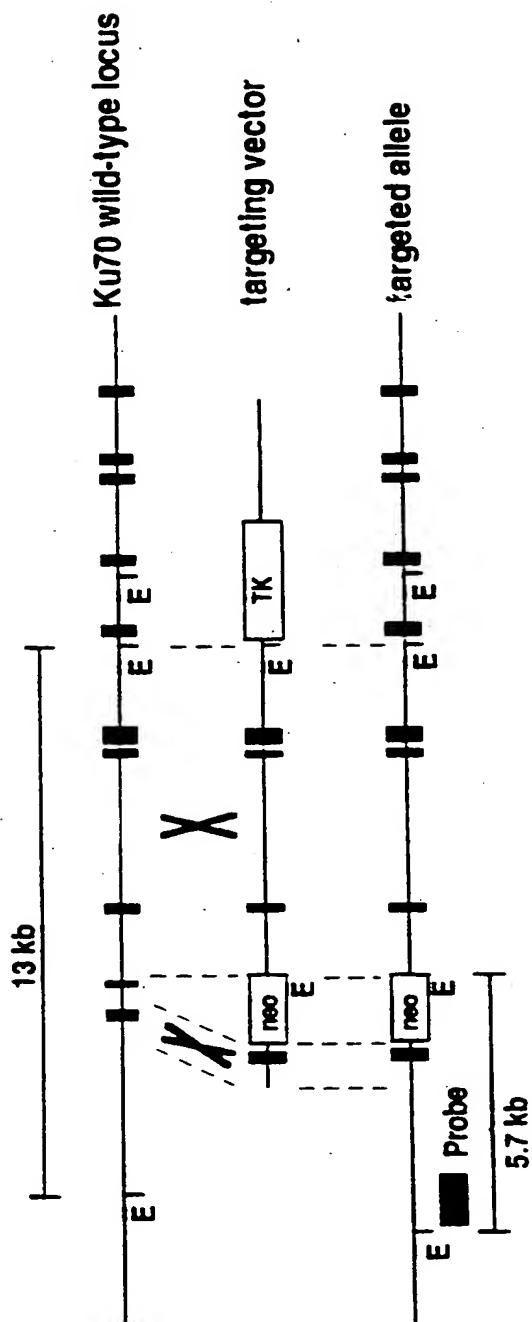 13 kb
Ku70 wild-type locus
E
E
E
targeting vector
neo
E
E
TK
targeted allele
E
neo
E
E
E
Probe
5.7 kb